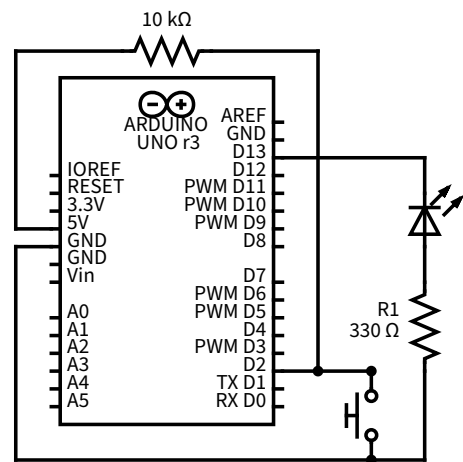 10 kΩ
ARDUINO
UNO r3
AREF
GND
D13
D12
PWM D11
PWM D10
PWM D9
D8
D7
PWM D6
PWM D5
D4
PWM D3
D2
TX D1
RX D0
IOREF
RESET
3.3V
5V
GND
GND
Vin
A0
A1
A2
A3
A4
A5
R1
330 Ω